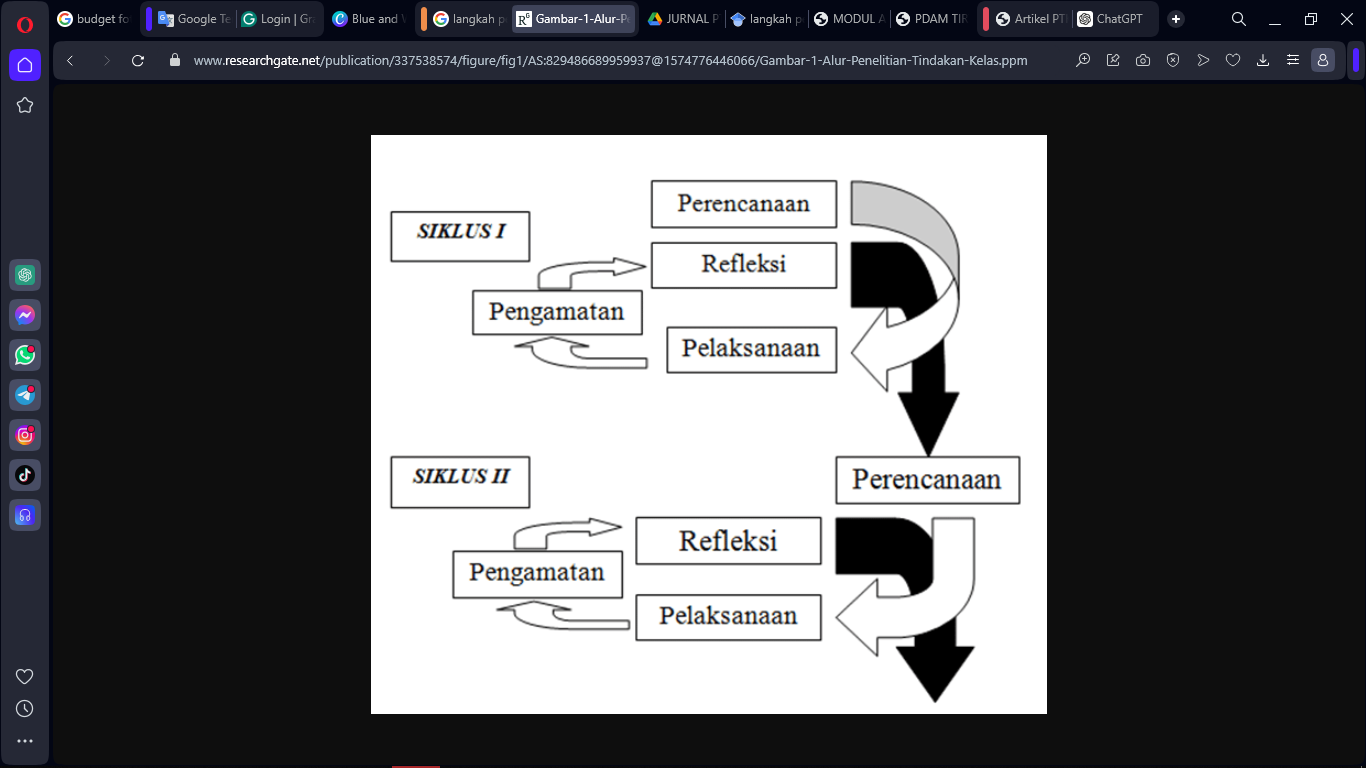 budget fo
Google Te
Login | Gra
Blue and V
langkah p
Gambar-1-Alur-Pe
JURNAL P
langkah p
MODUL A
PDAM TIR
Artikel PT
ChatGPT
www.researchgate.net/publication/337538574/figure/fig1/AS:829486689959937@1574776446066/Gambar-1-Alur-Penelitian-Tindakan-Kelas.ppm
Perencanaan
SIKLUS I
Refleksi
Pengamatan
Pelaksanaan
SIKLUS II
Perencanaan
Refleksi
Pengamatan
Pelaksanaan